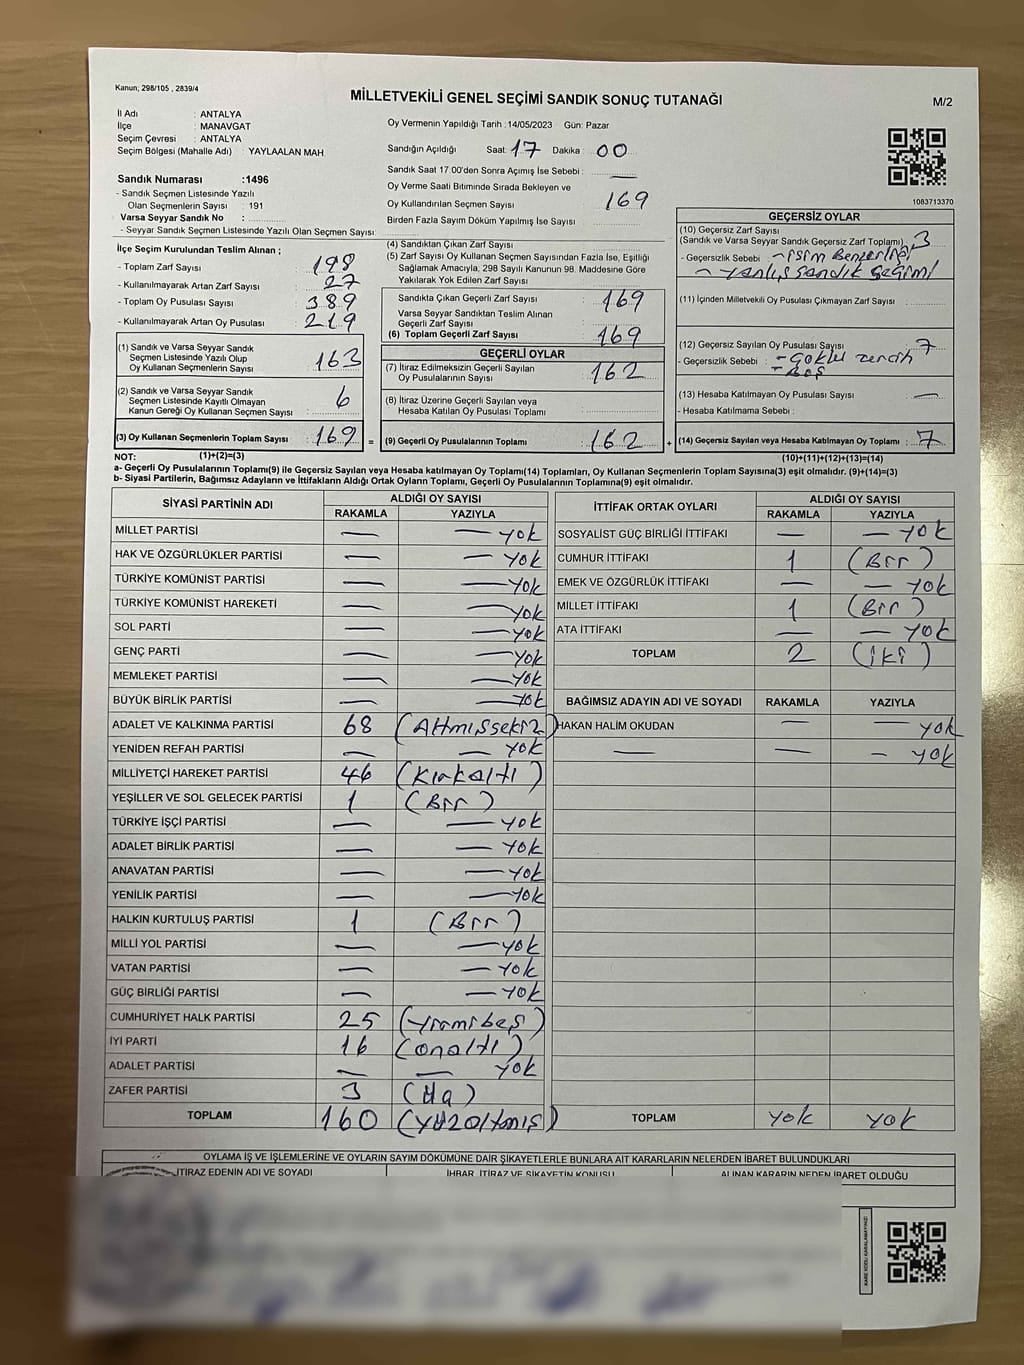 Kanun; 298/105 , 2839/4
MİLLETVEKİLİ GENEL SEÇİMİ SANDIK SONUÇ TUTANAĞI
M/2
İl Adı : ANTALYA
İlçe : MANAVGAT
Seçim Çevresi : ANTALYA
Seçim Bölgesi (Mahalle Adı) : YAYLAALAN MAH.
Sandık Numarası :1496
- Sandık Seçmen Listesinde Yazılı
Olan Seçmenlerin Sayısı : 191
Varsa Seyyar Sandık No :
- Seyyar Sandık Seçmen Listesinde Yazılı Olan Seçmen Sayısı:
Oy Vermenin Yapıldığı Tarih :14/05/2023 Gün: Pazar
Sandığın Açıldığı Saat: 17 Dakika : 00
Sandık Saat 17:00'den Sonra Açımış İse Sebebi : —
Oy Verme Saati Bitiminde Sırada Bekleyen ve
Oy Kullandırılan Seçmen Sayısı 169
Birden Fazla Sayım Döküm Yapılmış İse Sayısı
1083713370
İlçe Seçim Kurulundan Teslim Alınan ;
- Toplam Zarf Sayısı : 198
- Kullanılmayarak Artan Zarf Sayısı : 27
- Toplam Oy Pusulası Sayısı : 389
- Kullanılmayarak Artan Oy Pusulası : 219
(1) Sandık ve Varsa Seyyar Sandık
Seçmen Listesinde Yazılı Olup
Oy Kullanan Seçmenlerin Sayısı : 163
(2) Sandık ve Varsa Seyyar Sandık
Seçmen Listesinde Kayıtlı Olmayan
Kanun Gereği Oy Kullanan Seçmen Sayısı : 6
(3) Oy Kullanan Seçmenlerin Toplam Sayısı : 169 =
(4) Sandıktan Çıkan Zarf Sayısı
(5) Zarf Sayısı Oy Kullanan Seçmen Sayısından Fazla İse, Eşitliği
Sağlamak Amacıyla, 298 Sayılı Kanunun 98. Maddesine Göre
Yakılarak Yok Edilen Zarf Sayısı
Sandıkta Çıkan Geçerli Zarf Sayısı : 169
Varsa Seyyar Sandıktan Teslim Alınan
Geçerli Zarf Sayısı :
(6) Toplam Geçerli Zarf Sayısı : 169
GEÇERLİ OYLAR
(7) İtiraz Edilmeksizin Geçerli Sayılan
Oy Pusulalarının Sayısı : 162
(8) İtiraz Üzerine Geçerli Sayılan veya
Hesaba Katılan Oy Pusulası Toplamı :
(9) Geçerli Oy Pusulalarının Toplamı : 162 +
GEÇERSİZ OYLAR
(10) Geçersiz Zarf Sayısı
(Sandık ve Varsa Seyyar Sandık Geçersiz Zarf Toplamı) 3
- Geçersizlik Sebebi : - isim Benzerliği
- Yanlış sandık seçimi
(11) İçinden Milletvekili Oy Pusulası Çıkmayan Zarf Sayısı :
(12) Geçersiz Sayılan Oy Pusulası Sayısı : 7
- Geçersizlik Sebebi : - çoklu tercih
- Boş
(13) Hesaba Katılmayan Oy Pusulası Sayısı : —
- Hesaba Katılmama Sebebi :
(14) Geçersiz Sayılan veya Hesaba Katılmayan Oy Toplamı : 7
NOT: (1)+(2)=(3) (10)+(11)+(12)+(13)=(14)
a- Geçerli Oy Pusulalarının Toplamı(9) ile Geçersiz Sayılan veya Hesaba katılmayan Oy Toplamı(14) Toplamları, Oy Kullanan Seçmenlerin Toplam Sayısına(3) eşit olmalıdır. (9)+(14)=(3)
b- Siyasi Partilerin, Bağımsız Adayların ve İttifakların Aldığı Ortak Oyların Toplamı, Geçerli Oy Pusulalarının Toplamına(9) eşit olmalıdır.
SİYASİ PARTİNİN ADI ALDIĞI OY SAYISI
RAKAMLA YAZIYLA
MİLLET PARTİSİ — — yok
HAK VE ÖZGÜRLÜKLER PARTİSİ — — yok
TÜRKİYE KOMÜNİST PARTİSİ — — yok
TÜRKİYE KOMÜNİST HAREKETİ — — yok
SOL PARTİ — — yok
GENÇ PARTİ — — yok
MEMLEKET PARTİSİ — — yok
BÜYÜK BİRLİK PARTİSİ — — yok
ADALET VE KALKINMA PARTİSİ 68 (Altmışsekiz)
YENİDEN REFAH PARTİSİ — — yok
MİLLİYETÇİ HAREKET PARTİSİ 46 (Kırkaltı)
YEŞİLLER VE SOL GELECEK PARTİSİ 1 (Bir)
TÜRKİYE İŞÇİ PARTİSİ — — yok
ADALET BİRLİK PARTİSİ — — yok
ANAVATAN PARTİSİ — — yok
YENİLİK PARTİSİ — — yok
HALKIN KURTULUŞ PARTİSİ 1 (Bir)
MİLLİ YOL PARTİSİ — — yok
VATAN PARTİSİ — — yok
GÜÇ BİRLİĞİ PARTİSİ — — yok
CUMHURİYET HALK PARTİSİ 25 (yirmibeş)
İYİ PARTİ 16 (onaltı)
ADALET PARTİSİ — — yok
ZAFER PARTİSİ 3 (üç)
TOPLAM 160 (yüzaltmış)
İTTİFAK ORTAK OYLARI ALDIĞI OY SAYISI
RAKAMLA YAZIYLA
SOSYALİST GÜÇ BİRLİĞİ İTTİFAKI — — yok
CUMHUR İTTİFAKI 1 (Bir)
EMEK VE ÖZGÜRLÜK İTTİFAKI — — yok
MİLLET İTTİFAKI 1 (Bir)
ATA İTTİFAKI — — yok
TOPLAM 2 (iki)
BAĞIMSIZ ADAYIN ADI VE SOYADI RAKAMLA YAZIYLA
HAKAN HALİM OKUDAN — — yok
— — — yok
TOPLAM yok yok
OYLAMA İŞ VE İŞLEMLERİNE VE OYLARIN SAYIM DÖKÜMÜNE DAİR ŞİKAYETLERLE BUNLARA AİT KARARLARIN NELERDEN İBARET BULUNDUKLARI
İTİRAZ EDENİN ADI VE SOYADI İHBAR, İTİRAZ VE ŞİKAYETİN KONUSU ALINAN KARARIN NEDEN İBARET OLDUĞU
KARE KODU KARALAMAYINIZ!